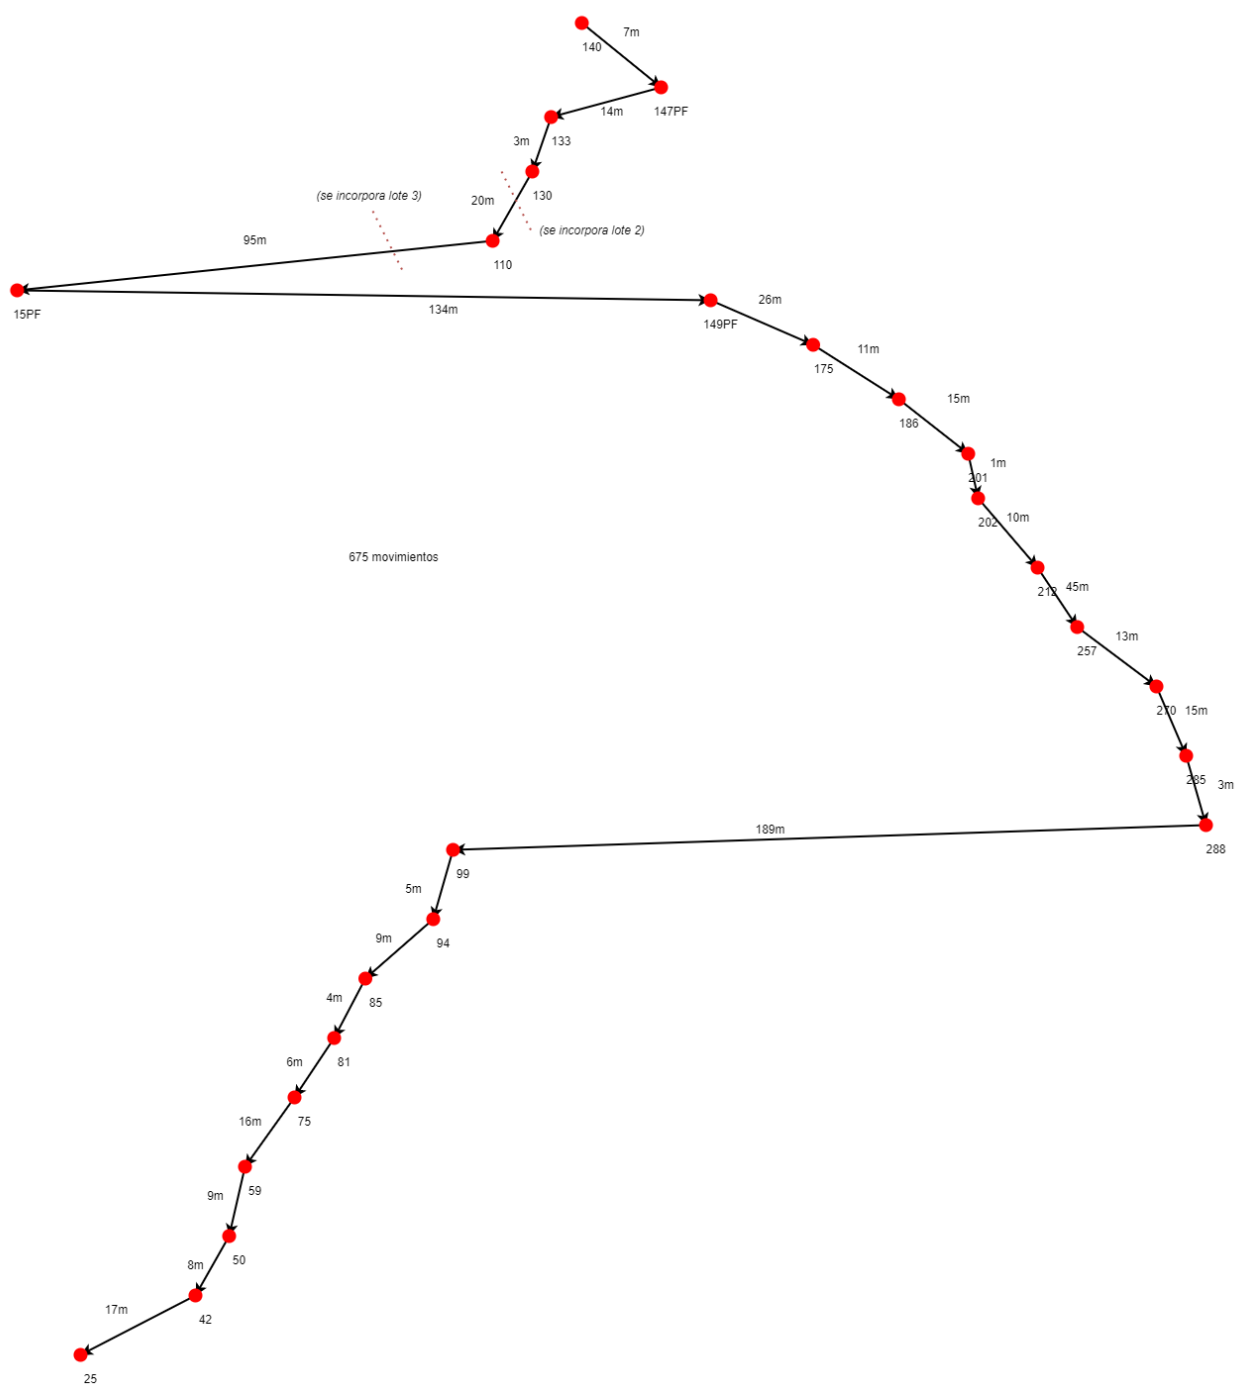 7m
140
147PF
14m
3m
133
(se incorpora lote 3)
20m
130
(se incorpora lote 2)
95m
110
15PF
134m
26m
149PF
11m
175
15m
186
1m
201
202
10m
675 movimientos
45m
212
13m
257
270
15m
285
3m
189m
288
99
5m
9m
94
4m
85
6m
81
16m
75
9m
59
8m
50
17m
42
25